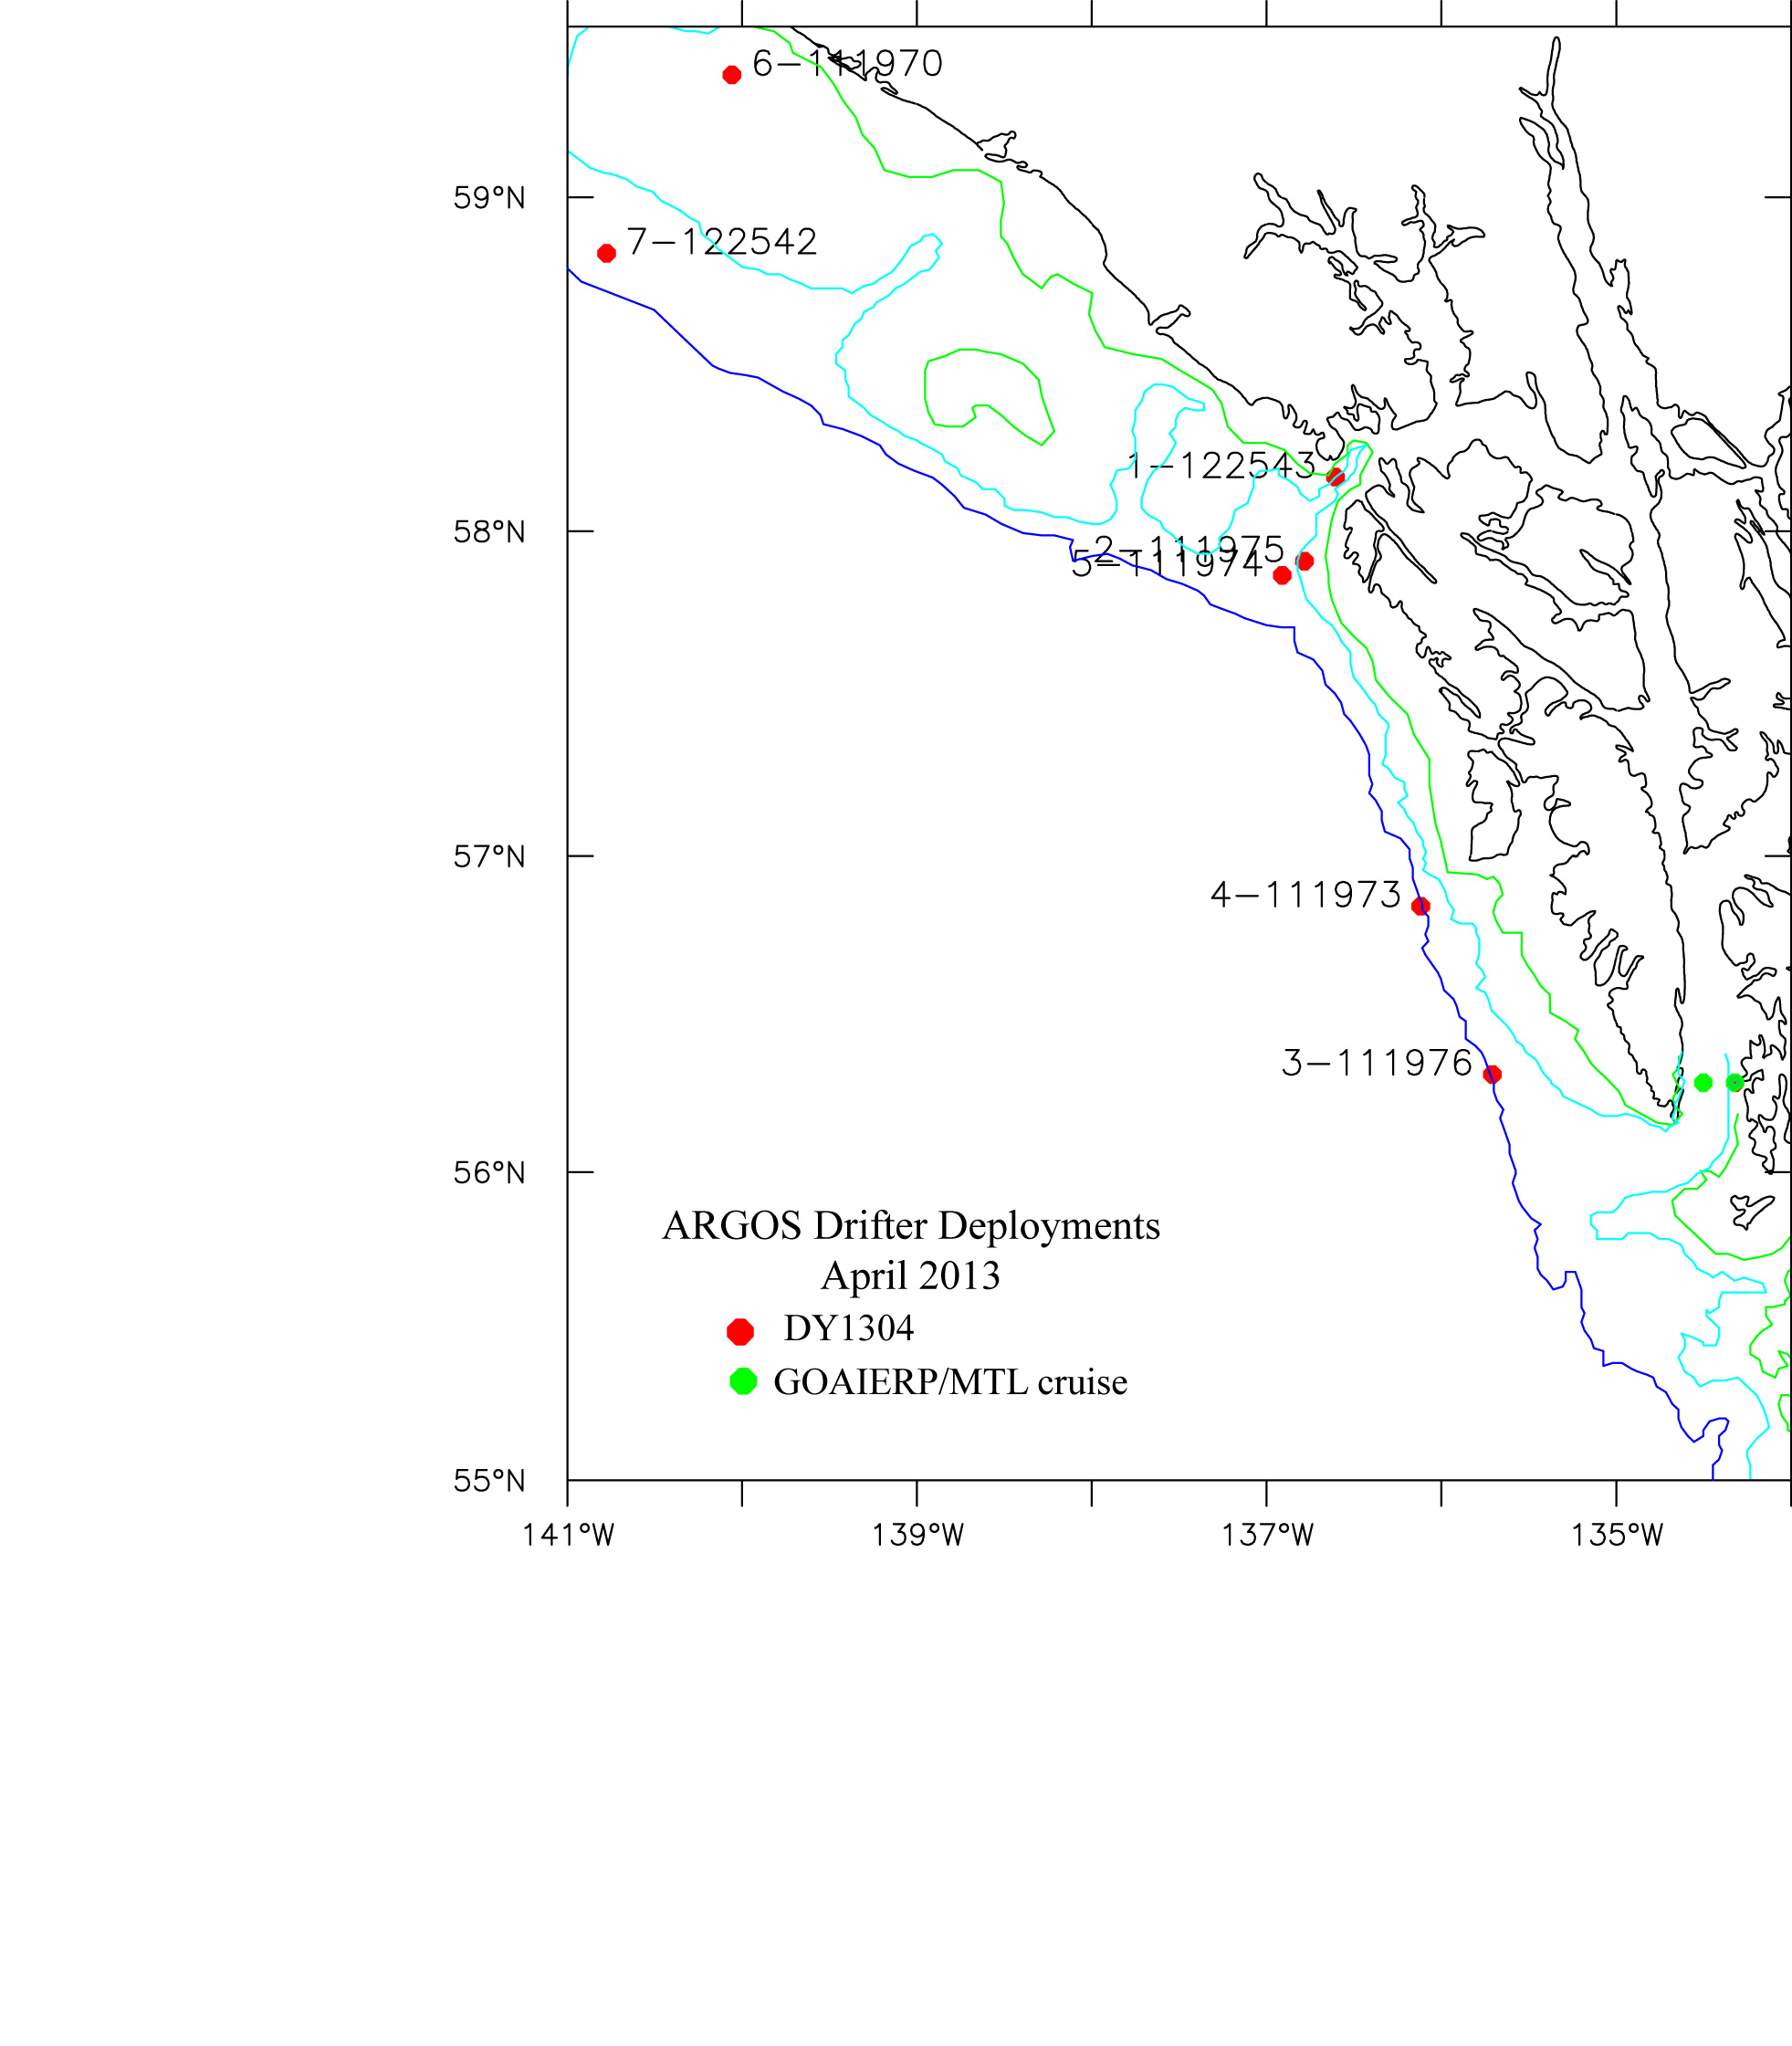 6-111970
59°N
7-122542
1-122543
58°N
2-111975
5-111974
57°N
4-111973
3-111976
56°N
ARGOS Drifter Deployments
April 2013
DY1304
GOAIERP/MTL cruise
55°N
141°W 139°W 137°W 135°W